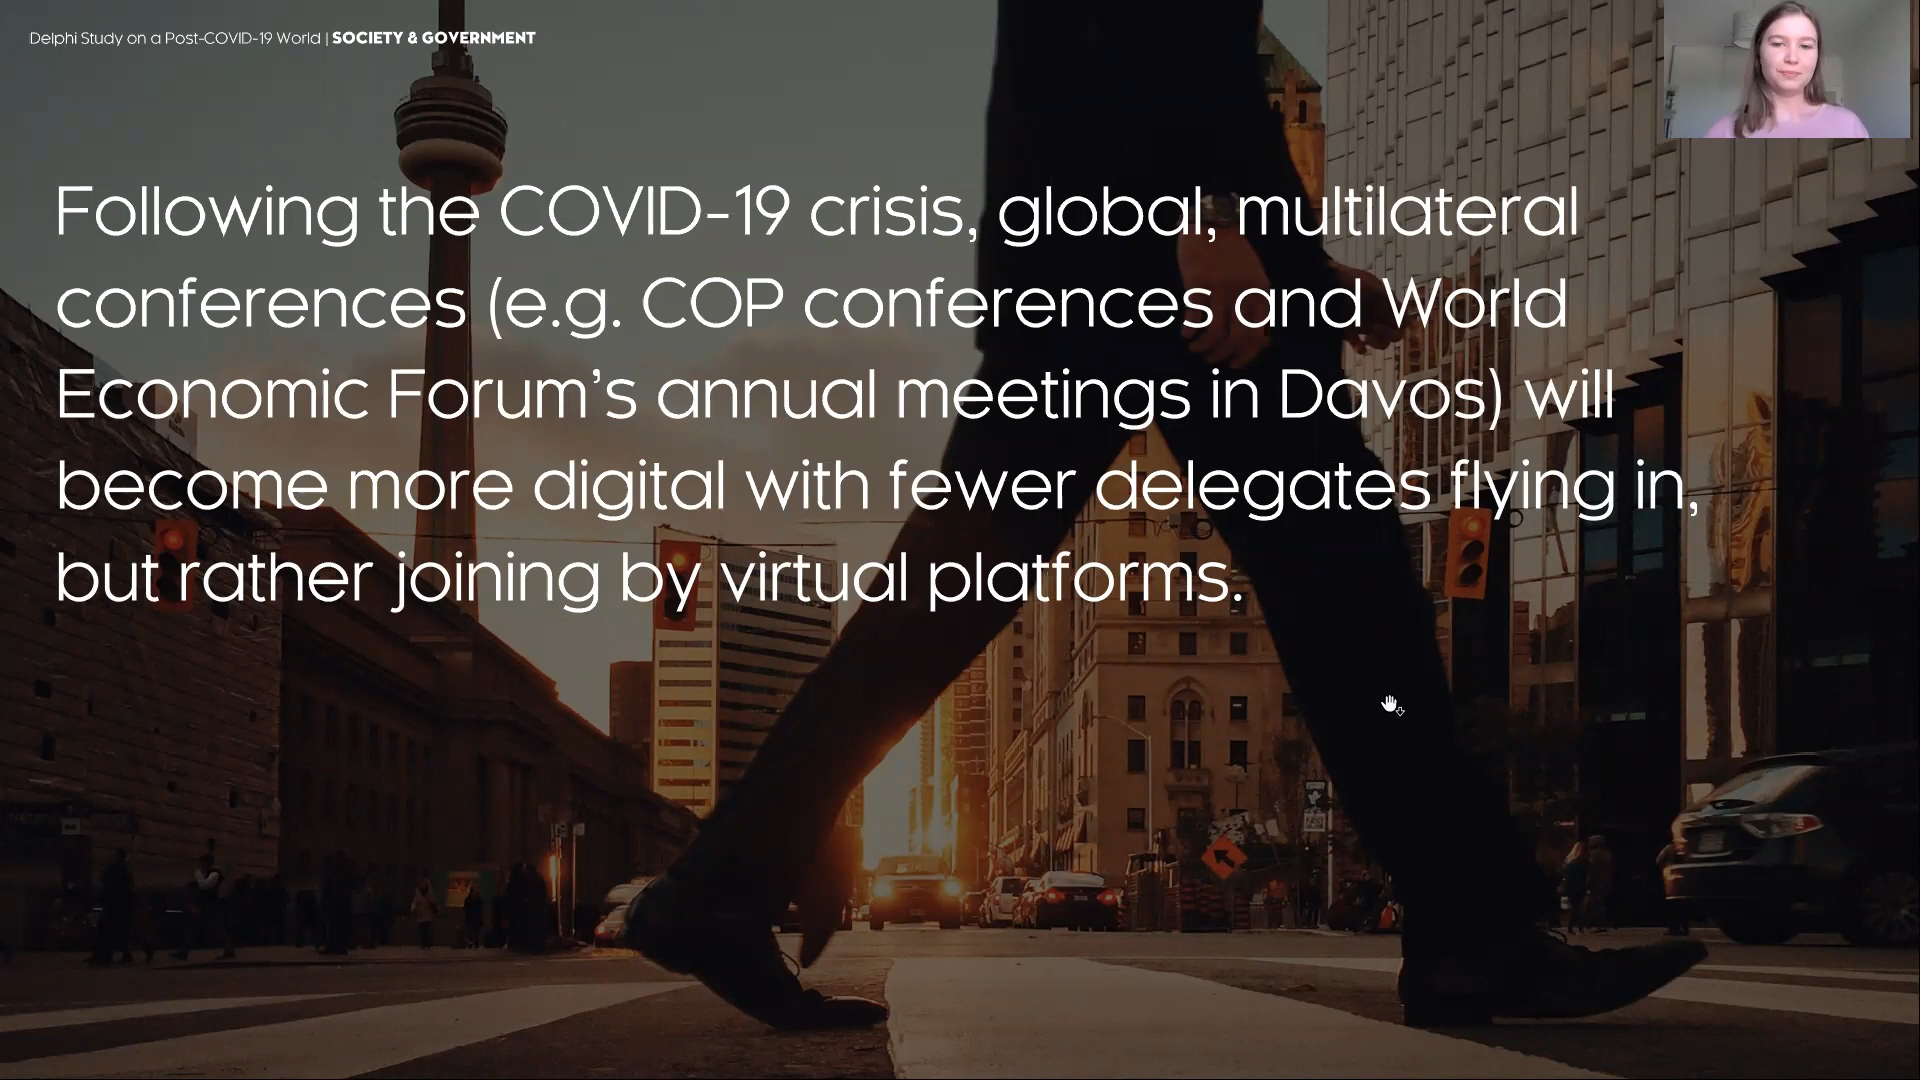 Delphi Study on a Post-COVID-19 World | SOCIETY & GOVERNMENT
Following the COVID-19 crisis, global, multilateral
conferences (e.g. COP conferences and World
Economic Forum’s annual meetings in Davos) will
become more digital with fewer delegates flying in,
but rather joining by virtual platforms.